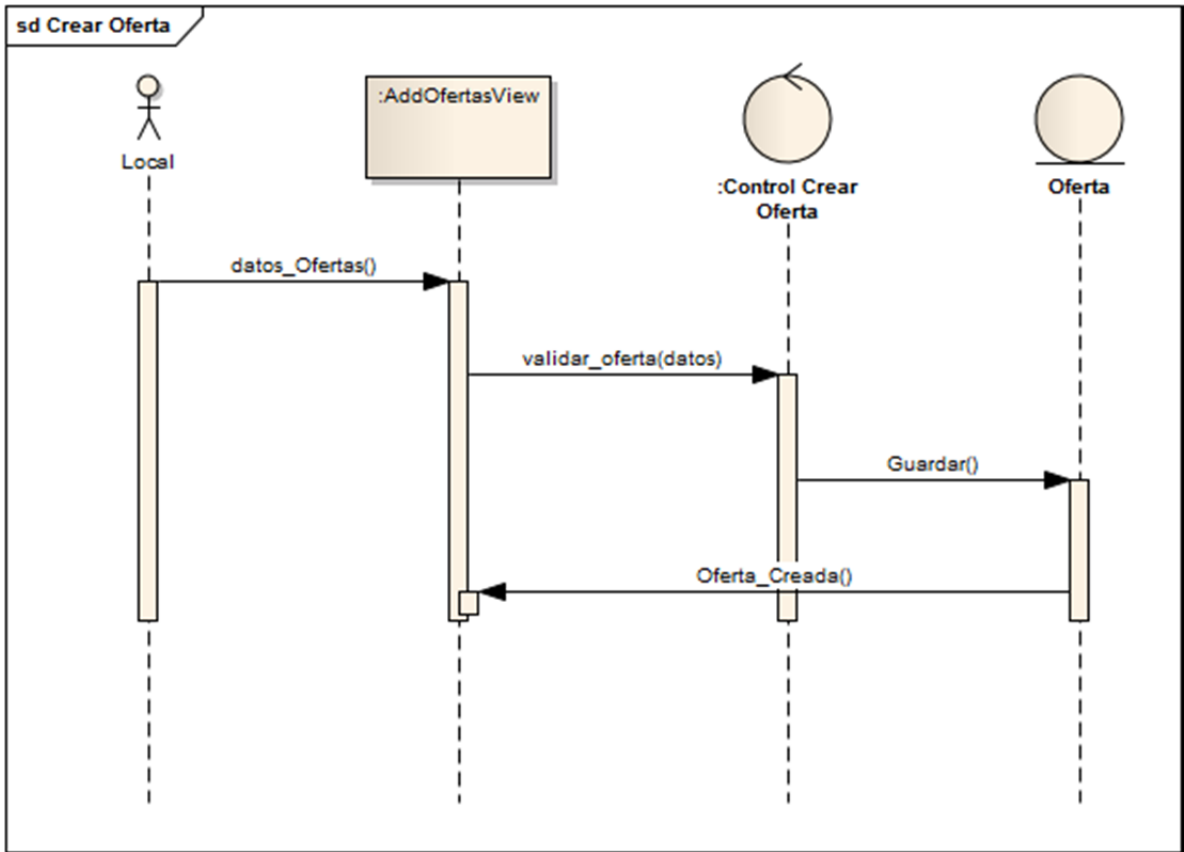 sd Crear Oferta
:AddOfertasView
Local
:Control Crear
Oferta
Oferta
datos_Ofertas()
validar_oferta(datos)
Guardar()
Oferta_Creada()